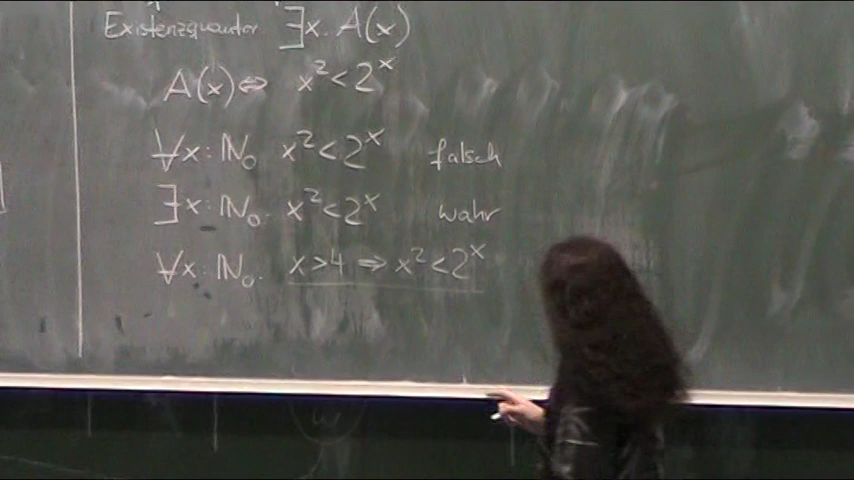 Existenzquantor ∃x. A(x)
A(x) ⇔ x² < 2ˣ
∀x: ℕ₀ x² < 2ˣ falsch
∃x: ℕ₀. x² < 2ˣ wahr
∀x: ℕ₀. x > 4 ⇒ x² < 2ˣ